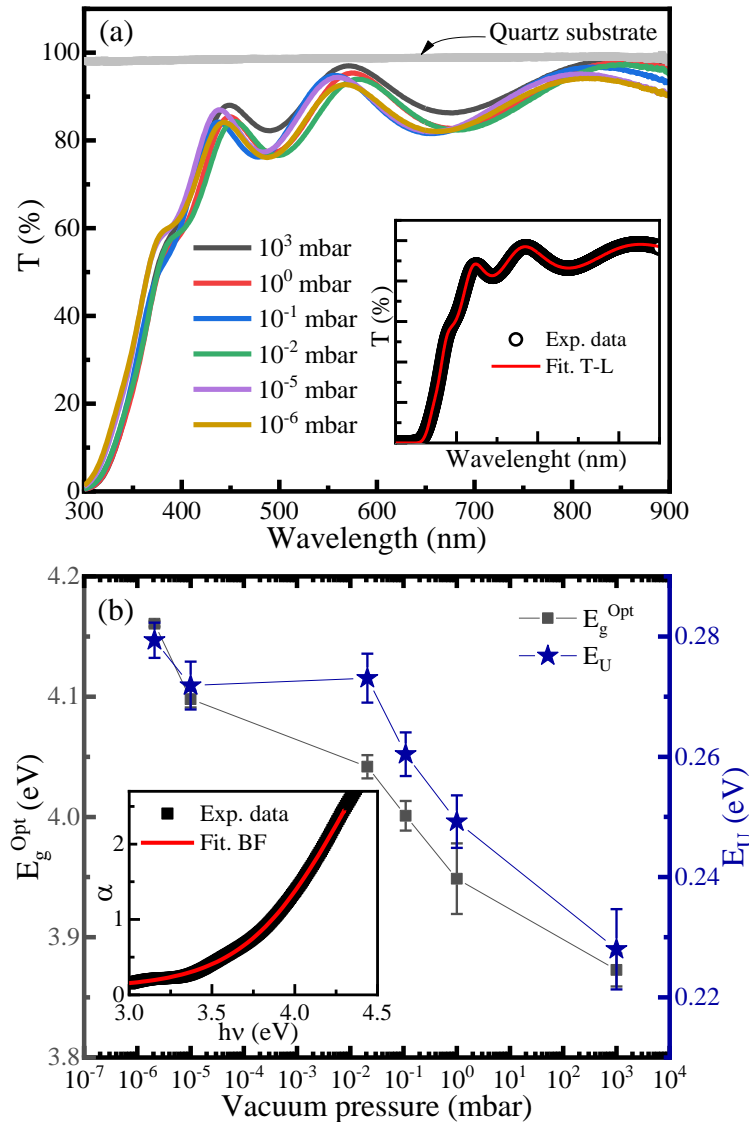 (a)
Quartz substrate
T (%)
100
80
60
40
20
0
10³ mbar
10⁰ mbar
10⁻¹ mbar
10⁻² mbar
10⁻⁵ mbar
10⁻⁶ mbar
T (%)
Exp. data
Fit. T-L
Wavelenght (nm)
300 400 500 600 700 800 900
Wavelength (nm)
(b)
E_g^Opt
E_U
E_g^Opt (eV)
4.2
4.1
4.0
3.9
3.8
0.28
0.26
0.24
0.22
E_U (eV)
Exp. data
Fit. BF
α
2
1
0
3.0 3.5 4.0 4.5
hν (eV)
10⁻⁷ 10⁻⁶ 10⁻⁵ 10⁻⁴ 10⁻³ 10⁻² 10⁻¹ 10⁰ 10¹ 10² 10³ 10⁴
Vacuum pressure (mbar)